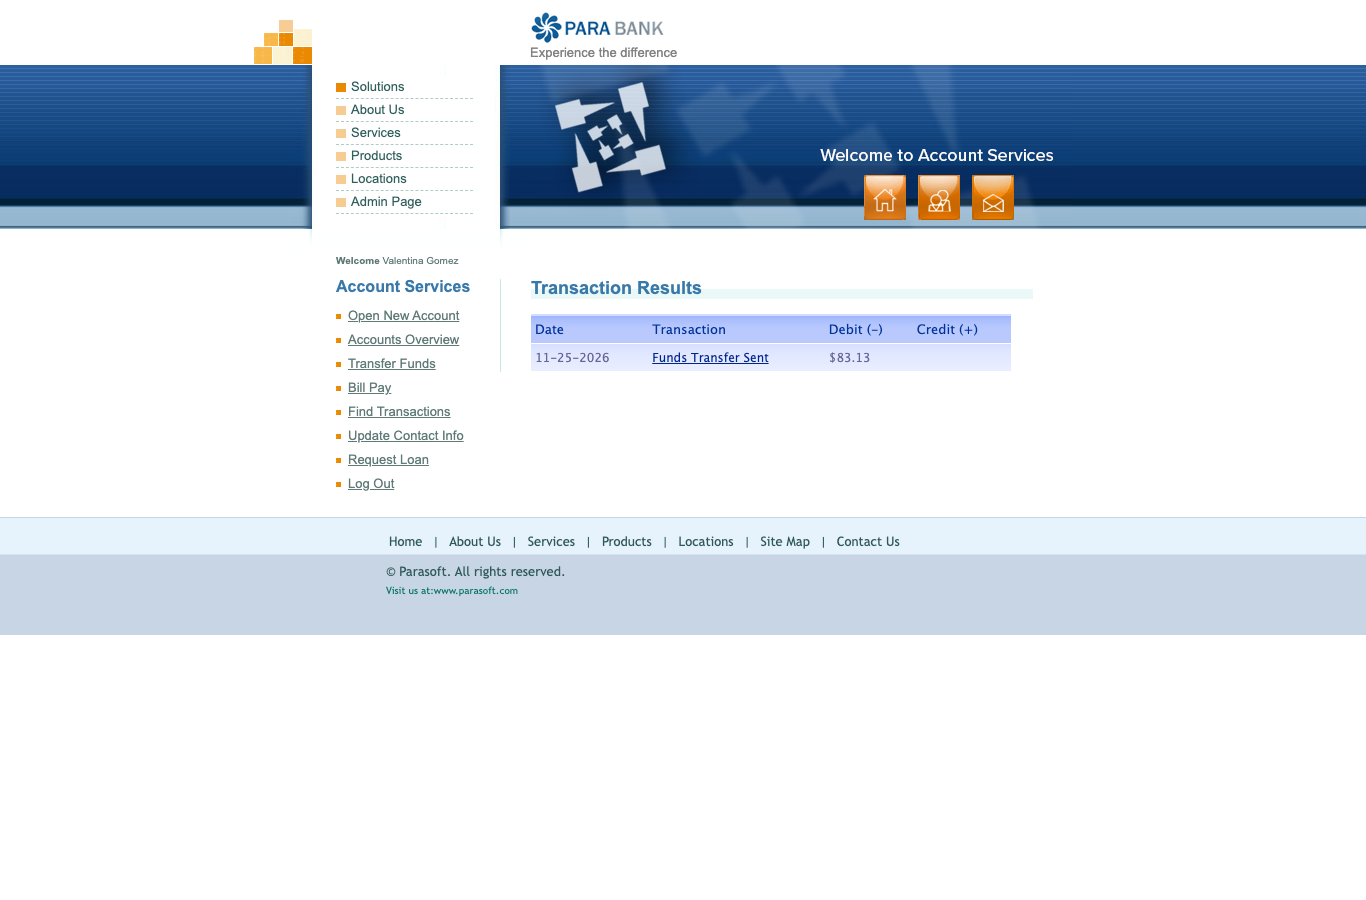 PARA BANK
Experience the difference
Solutions
About Us
Services
Products
Locations
Admin Page
Welcome to Account Services
Welcome Valentina Gomez
Account Services
Open New Account
Accounts Overview
Transfer Funds
Bill Pay
Find Transactions
Update Contact Info
Request Loan
Log Out
Transaction Results
Date Transaction Debit (-) Credit (+)
11-25-2026 Funds Transfer Sent $83.13
Home | About Us | Services | Products | Locations | Site Map | Contact Us
© Parasoft. All rights reserved.
Visit us at:www.parasoft.com